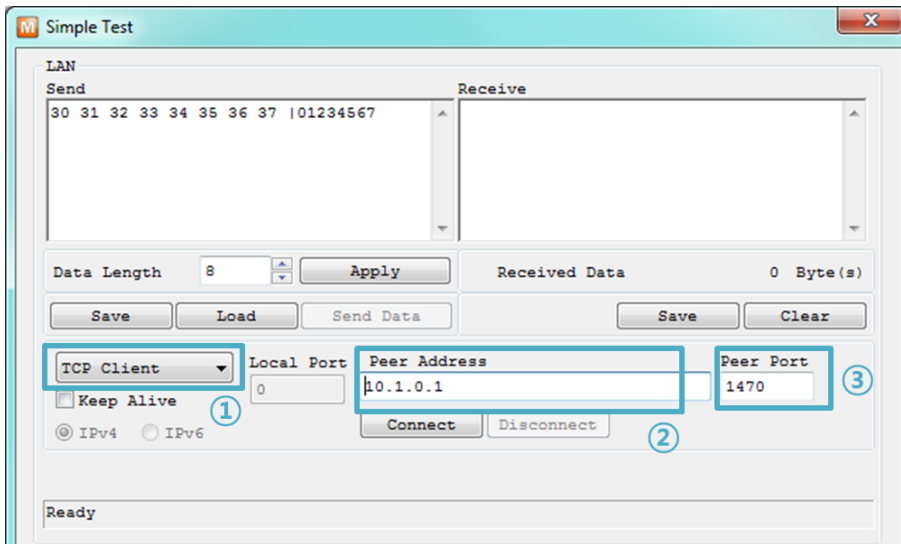 M Simple Test
X
LAN
Send
Receive
30 31 32 33 34 35 36 37 |01234567
Data Length 8 Apply
Received Data 0 Byte(s)
Save Load Send Data
Save Clear
TCP Client
Local Port
Peer Address
Peer Port
0
10.1.0.1
1470
③
Keep Alive
①
IPv4 IPv6
Connect Disconnect
②
Ready